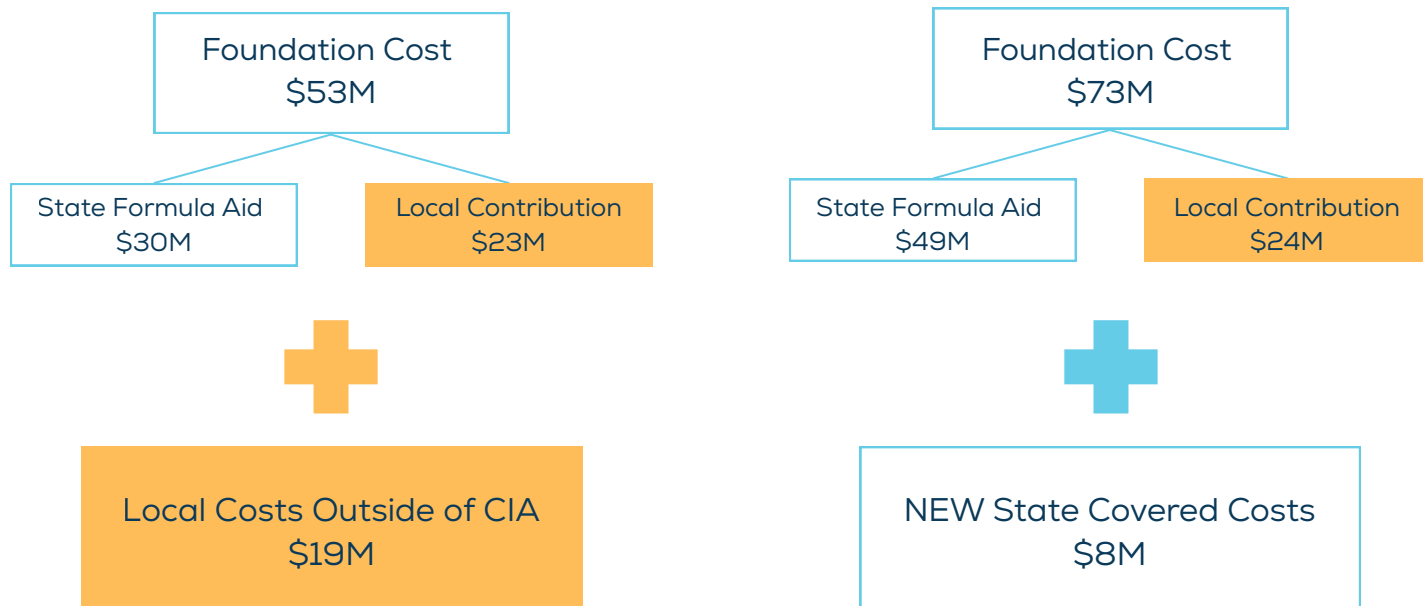 Foundation Cost
$53M
State Formula Aid
$30M
Local Contribution
$23M
Local Costs Outside of CIA
$19M
Foundation Cost
$73M
State Formula Aid
$49M
Local Contribution
$24M
NEW State Covered Costs
$8M